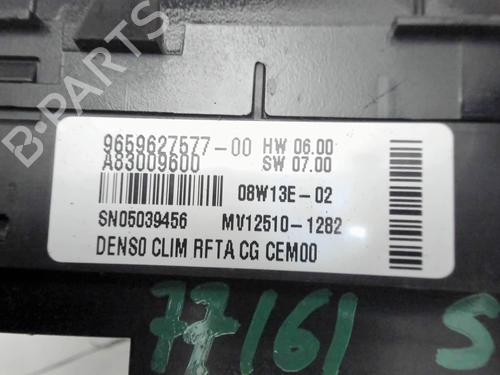 B-PARTS
9659627577-00 HW 06.00
A83009600 SW 07.00
08W13E-02
SN05039456 MV12510-1282
DENSO CLIM RFTA CG CEM00
77161 S